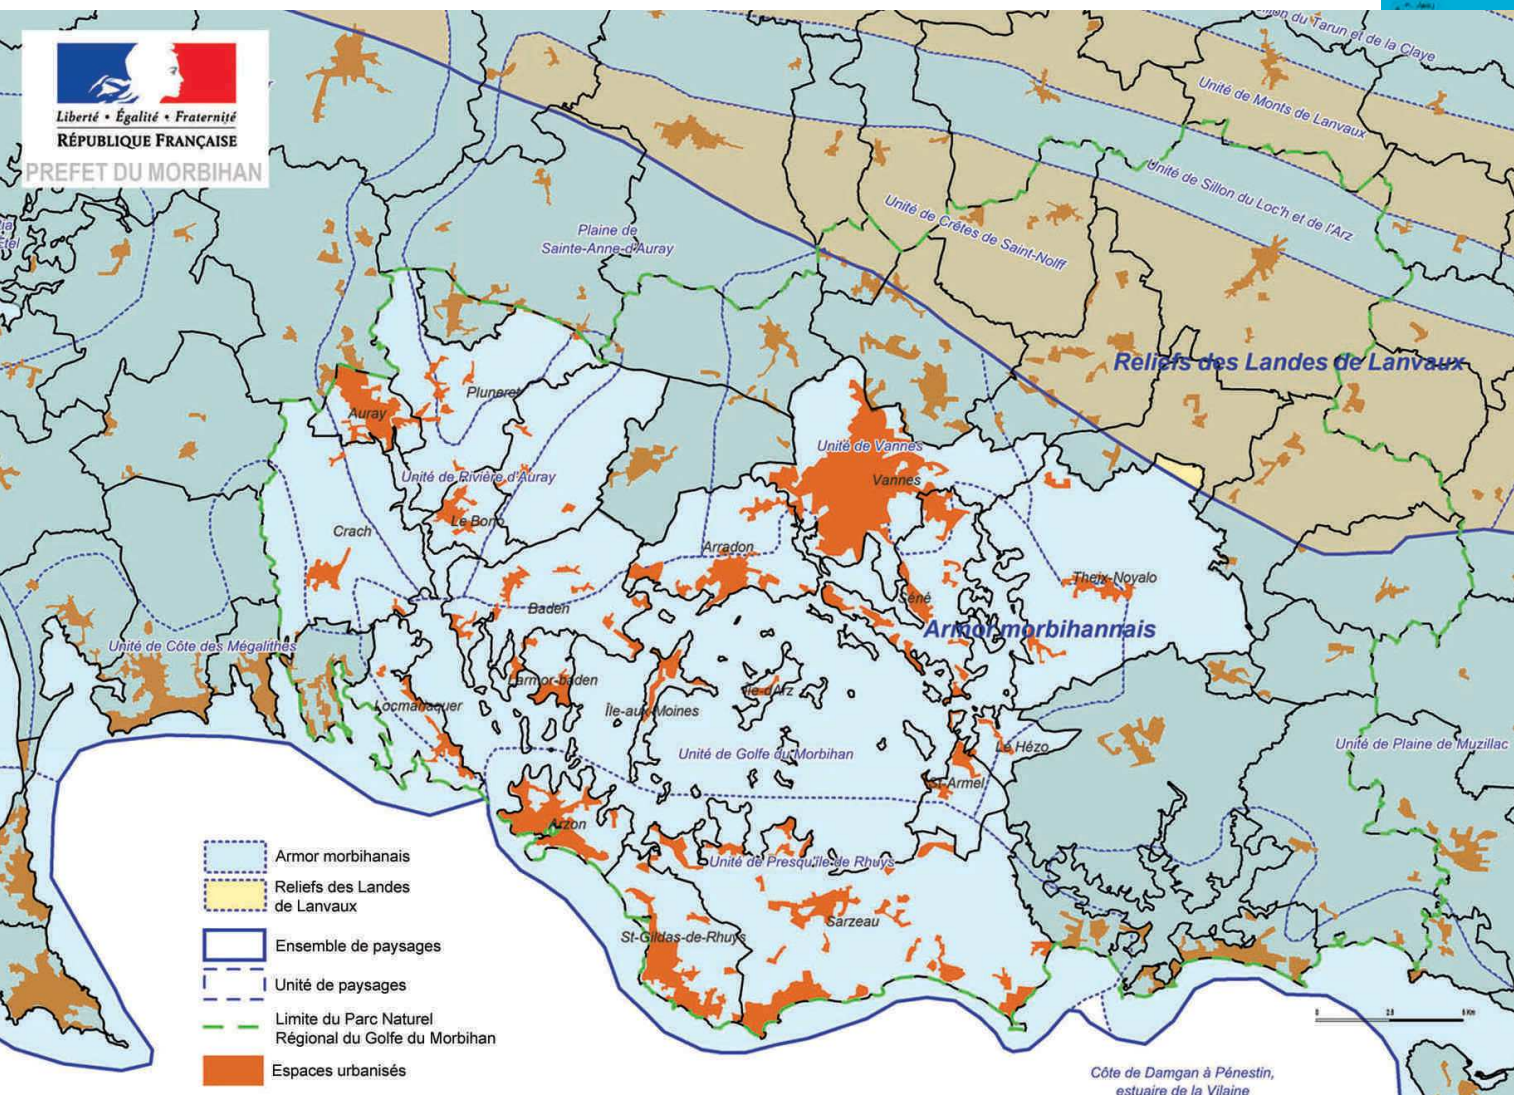 Liberté • Égalité • Fraternité
RÉPUBLIQUE FRANÇAISE
PREFET DU MORBIHAN
du Tarun et de la Claye
Unité de Monts de Lanvaux
Unité de Sillon du Loc'h et de l'Arz
Unité de Crêtes de Saint-Nolff
Plaine de
Sainte-Anne-d'Auray
Reliefs des Landes de Lanvaux
Pluneret
Auray
Unité de Vannes
Unité de Rivière d'Auray
Vannes
Le Bono
Crach
Arradon
Theix-Noyalo
Séné
Baden
Armor morbihannais
Unité de Côte des Mégalithes
Larmor-baden
Île-d'Arz
Locmariaquer
Île-aux-Moines
Le Hézo
Unité de Plaine de Muzillac
Unité de Golfe du Morbihan
St-Armel
Arzon
Unité de Presqu'île de Rhuys
Sarzeau
St-Gildas-de-Rhuys
Armor morbihanais
Reliefs des Landes
de Lanvaux
Ensemble de paysages
Unité de paysages
Limite du Parc Naturel
Régional du Golfe du Morbihan
Espaces urbanisés
0 2.5 5 Km
Côte de Damgan à Pénestin,
estuaire de la Vilaine